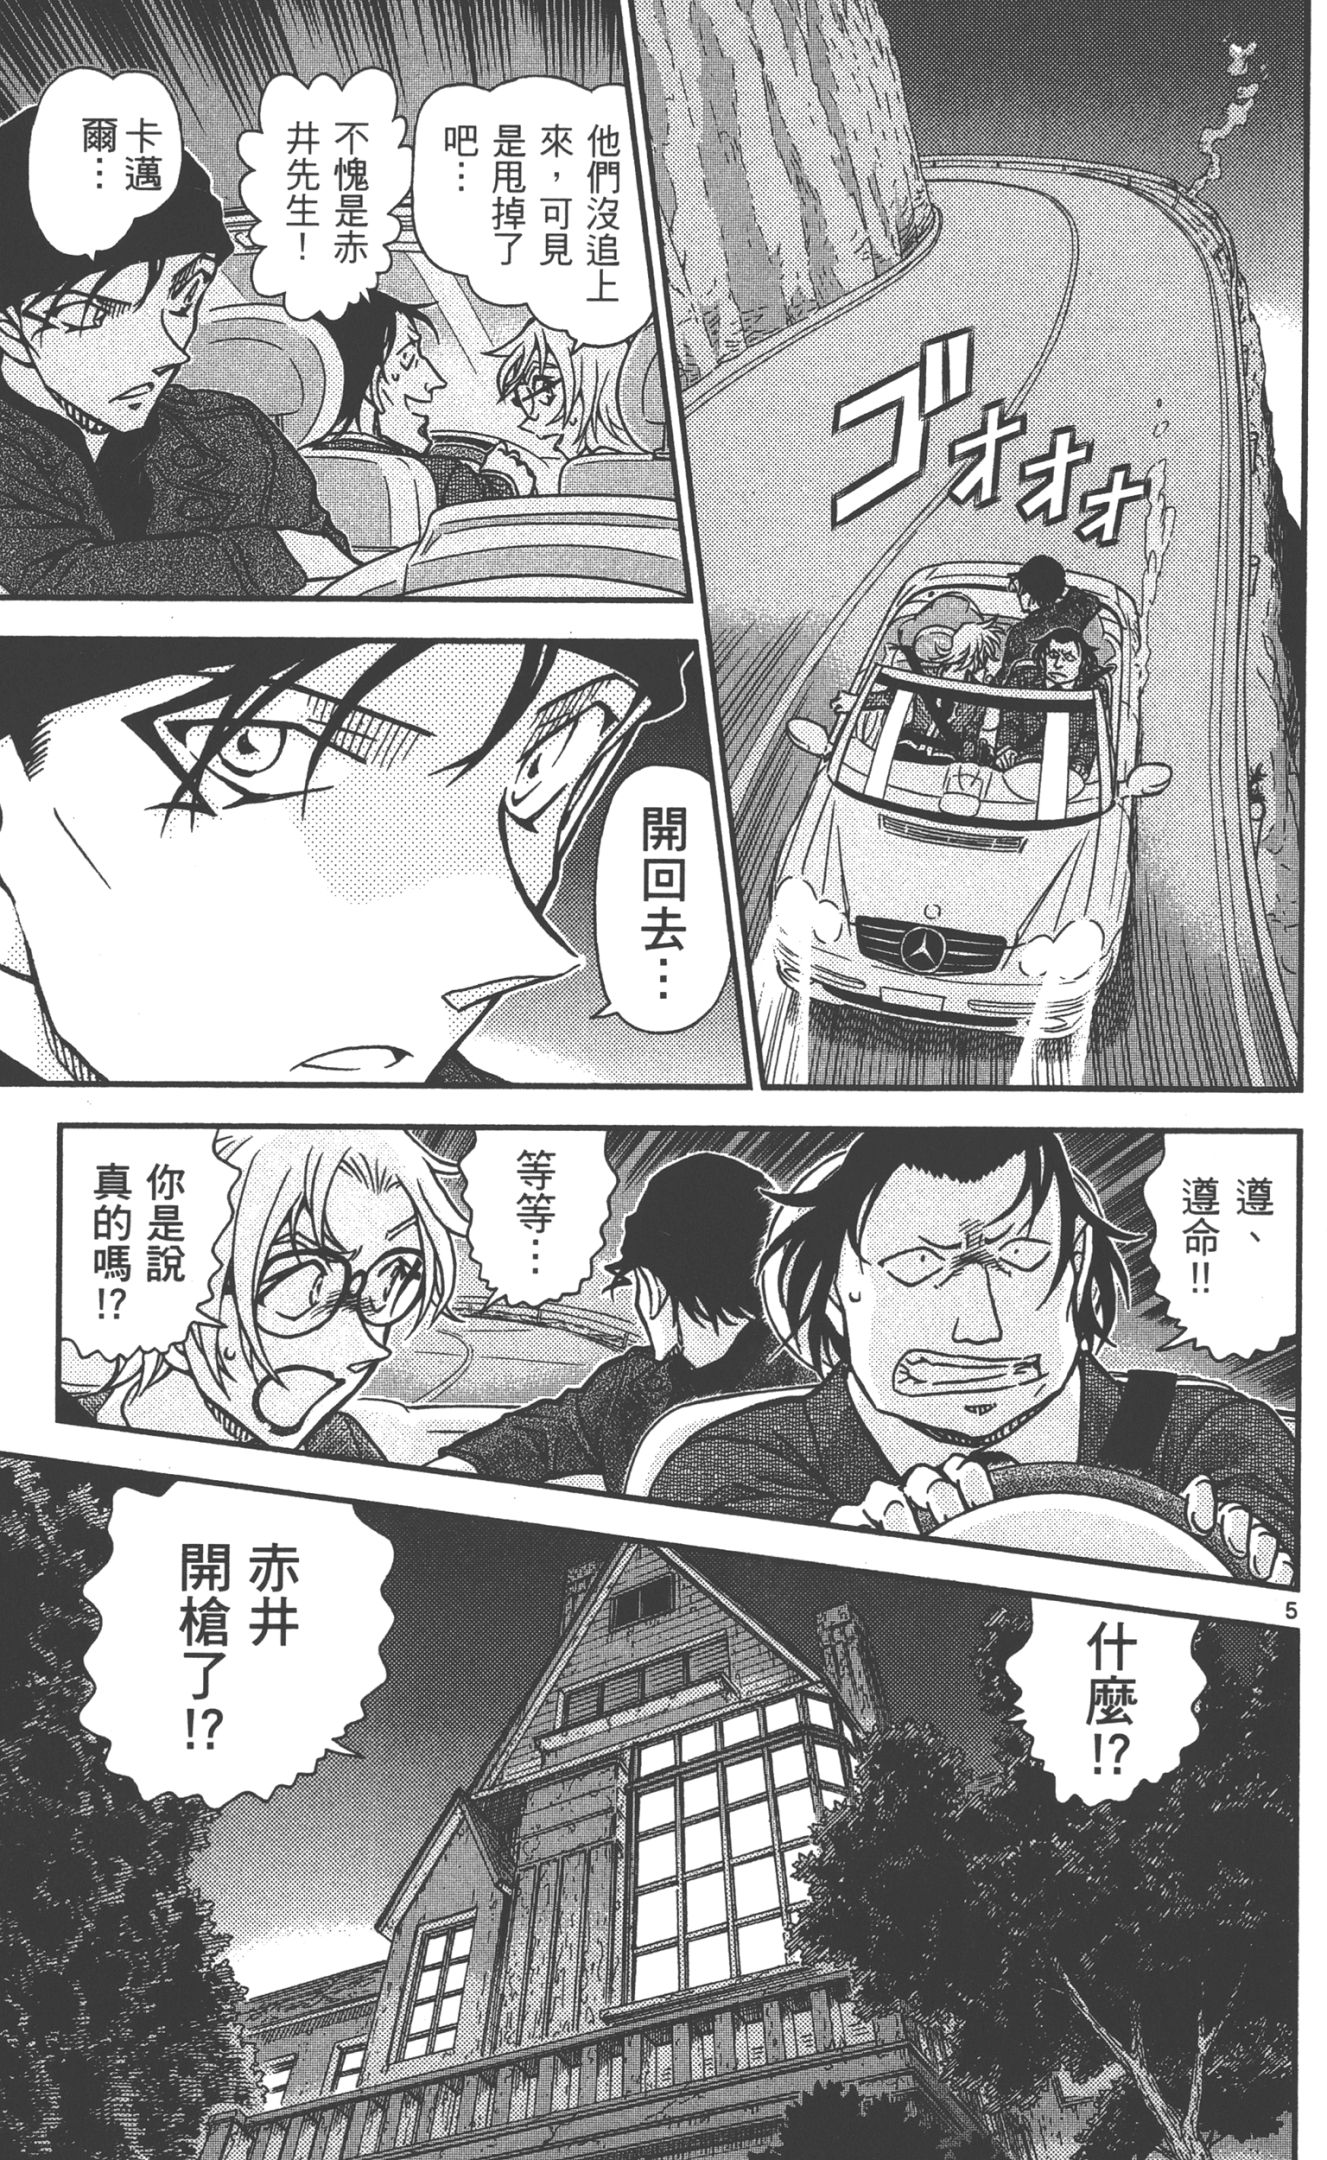 ゴオオオ
他們沒追上
來，可見
是甩掉了
吧…
不愧是赤
井先生！
卡邁
爾…
開回去…
遵、
遵命!!
等等…
你是說
真的嗎!?
5
什麼!?
赤井
開槍了!?